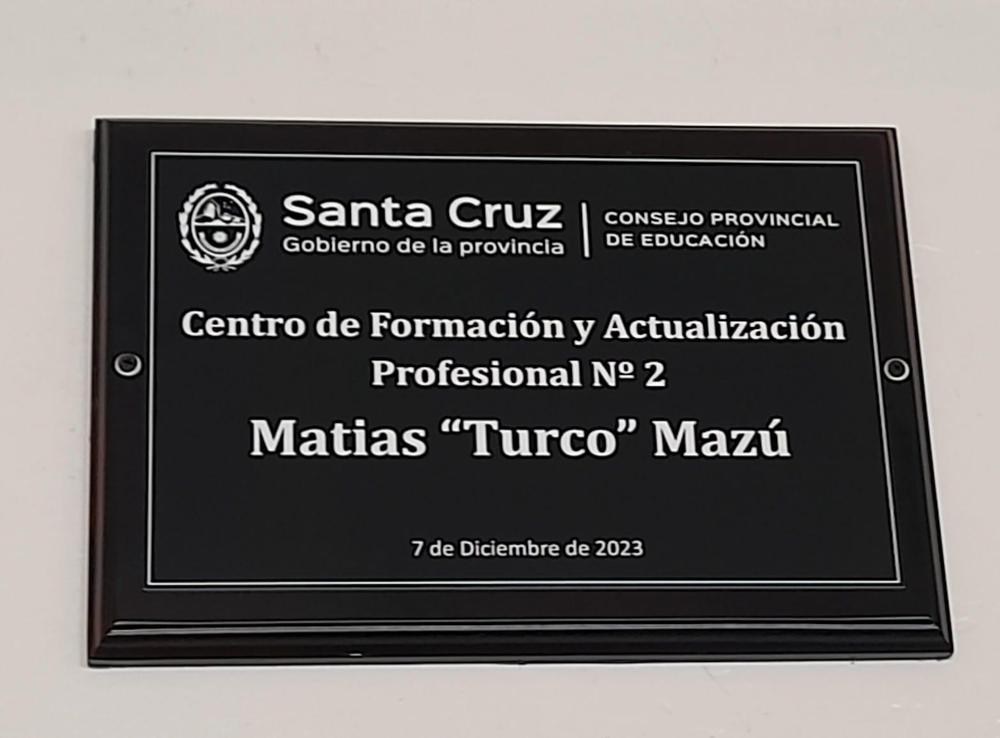 Santa Cruz
Gobierno de la provincia
CONSEJO PROVINCIAL
DE EDUCACIÓN
Centro de Formación y Actualización
Profesional Nº 2
Matias “Turco” Mazú
7 de Diciembre de 2023